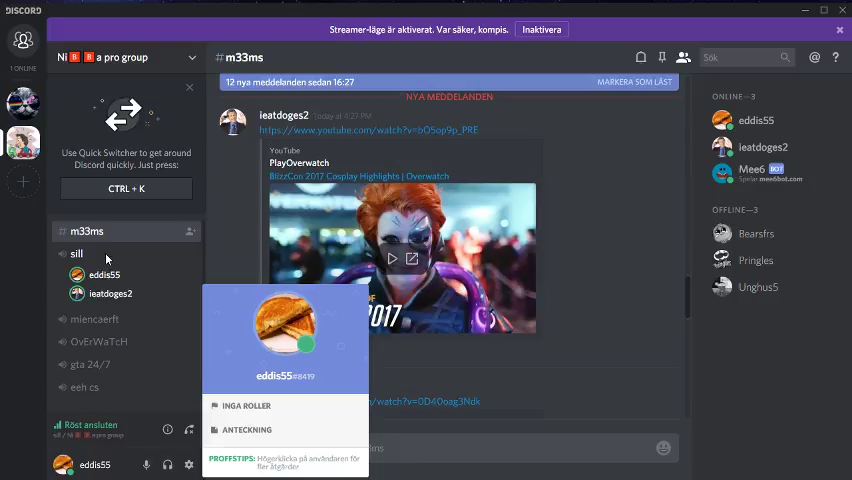 DISCORD
Streamer-läge är aktiverat. Var säker, kompis.
Inaktivera
1 ONLINE
Ni🅱️🅱️a pro group
# m33ms
Sök
12 nya meddelanden sedan 16:27
MARKERA SOM LÄST
NYA MEDDELANDEN
ieatdoges2 Today at 4:27 PM
https://www.youtube.com/watch?v=bO5op9p_PRE
YouTube
PlayOverwatch
BlizzCon 2017 Cosplay Highlights | Overwatch
OF
2017
n/watch?v=0D40oag3Ndk
Use Quick Switcher to get around
Discord quickly. Just press:
CTRL + K
# m33ms
sill
eddis55
ieatdoges2
miencaerft
OvErWaTcH
gta 24/7
eeh cs
Röst ansluten
sill / Ni🅱️🅱️a pro group
eddis55
eddis55#8419
INGA ROLLER
ANTECKNING
PROFFSTIPS: Högerklicka på användaren för
fler åtgärder
ONLINE—3
eddis55
ieatdoges2
Mee6 BOT
Spelar mee6bot.com
OFFLINE—3
Bearsfrs
Pringles
Unghus5